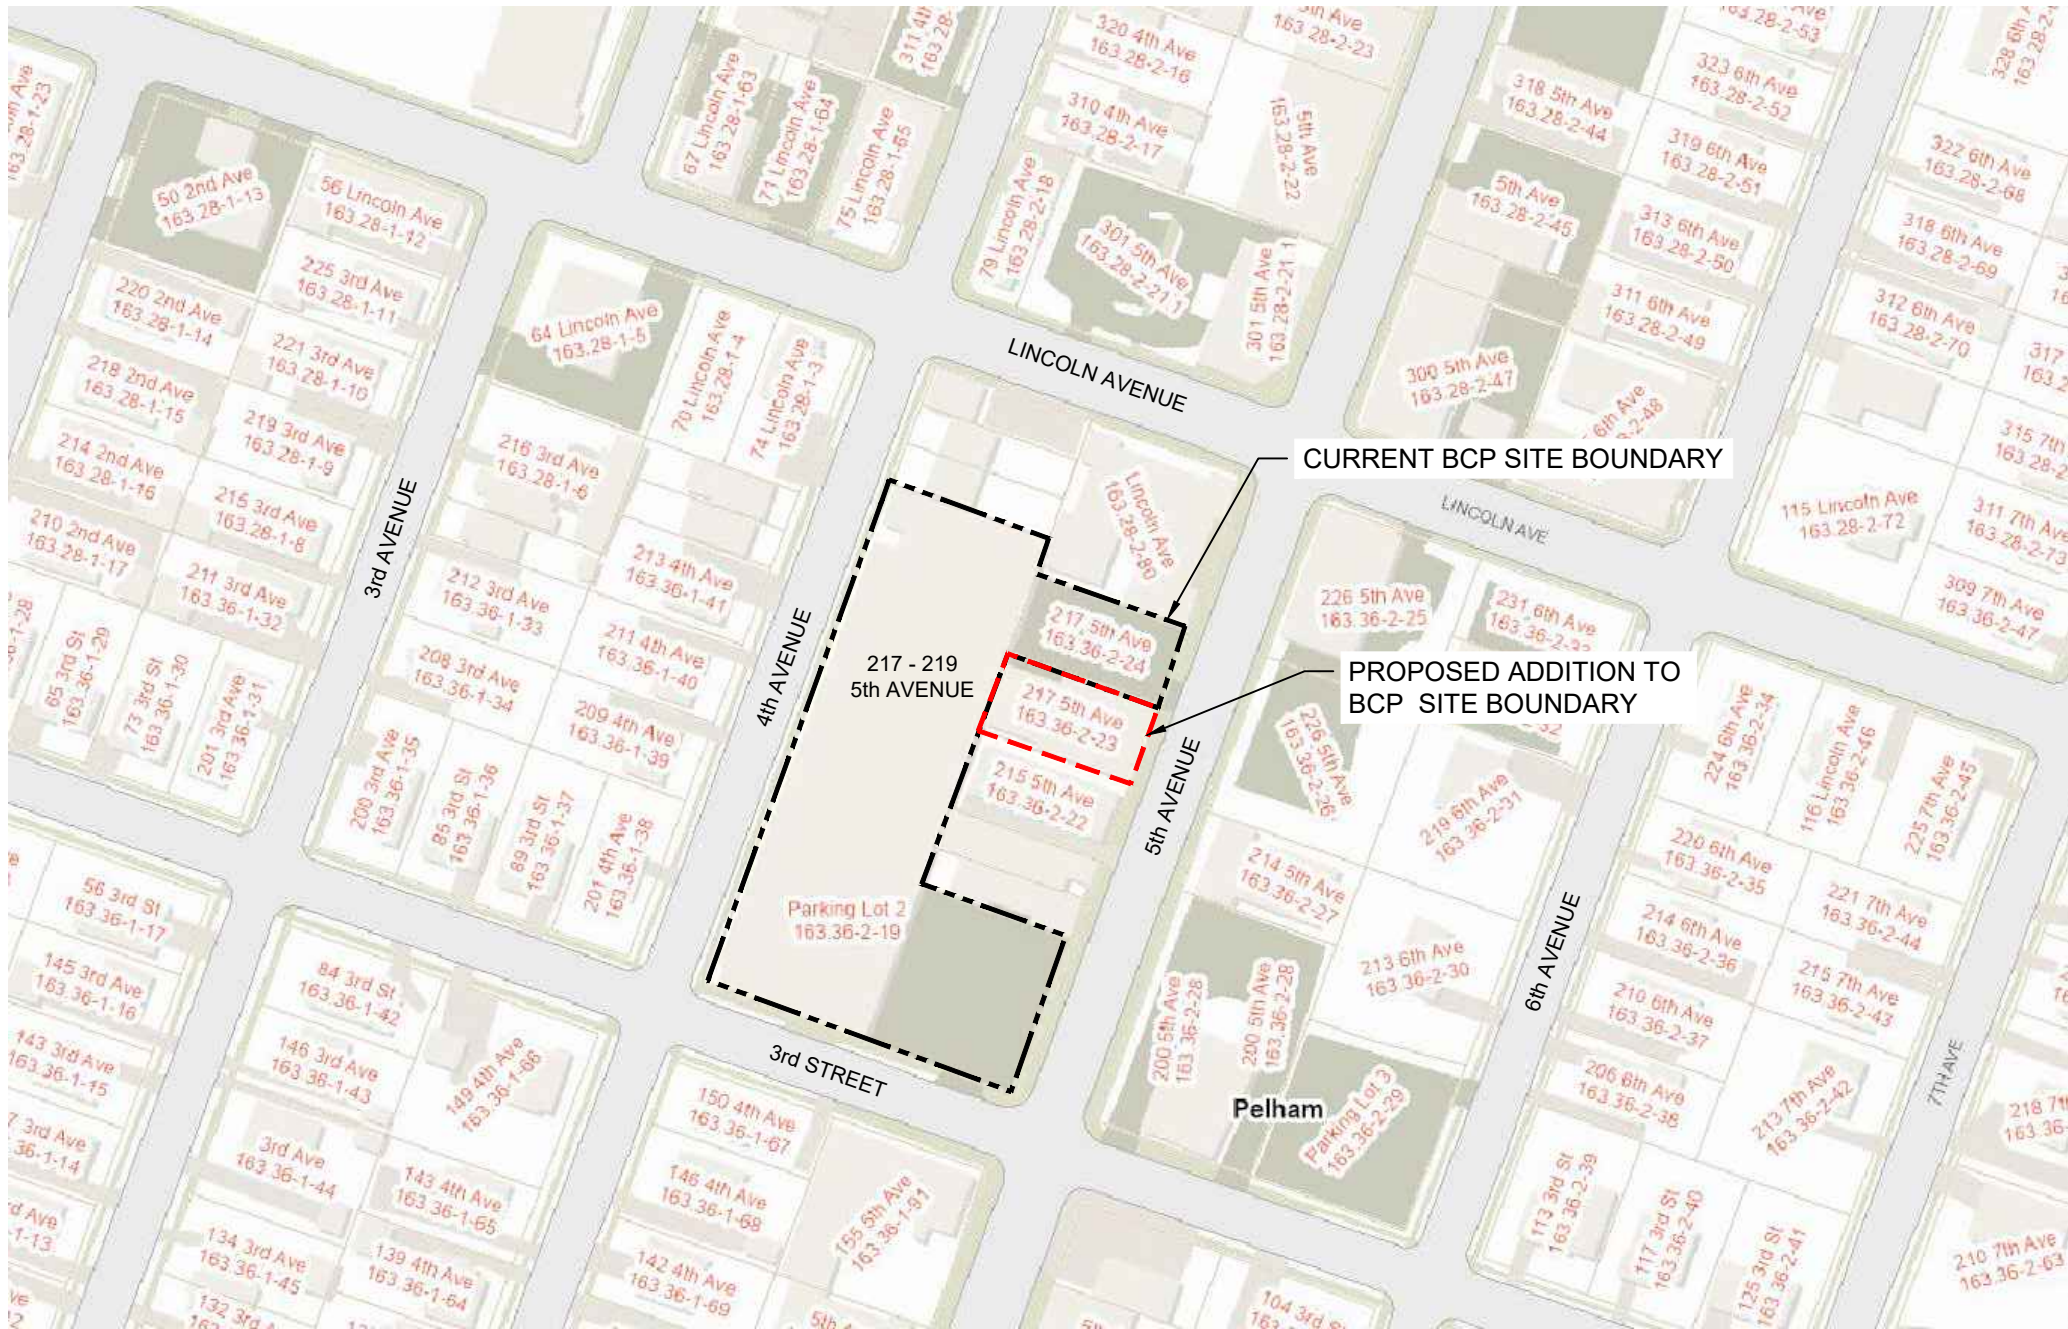 320 4th Ave
163.28-2-16
163.28-2-23
310 4th Ave
163.28-2-17
67 Lincoln Ave
163.28-1-63
71 Lincoln Ave
163.28-1-64
75 Lincoln Ave
163.28-1-65
79 Lincoln Ave
163.28-2-18
5th Ave
163.28-2-22
318 5th Ave
163.28-2-44
323 6th Ave
163.28-2-52
319 6th Ave
163.28-2-51
322 6th Ave
163.28-2-68
50 2nd Ave
163.28-1-13
56 Lincoln Ave
163.28-1-12
301 5th Ave
163.28-2-21.1
301 5th Ave
163.28-2-21.1
5th Ave
163.28-2-45
313 6th Ave
163.28-2-50
318 6th Ave
163.28-2-69
220 2nd Ave
163.28-1-14
225 3rd Ave
163.28-1-11
64 Lincoln Ave
163.28-1-5
70 Lincoln Ave
163.28-1-4
74 Lincoln Ave
163.28-1-3
LINCOLN AVENUE
311 6th Ave
163.28-2-49
312 6th Ave
163.28-2-70
218 2nd Ave
163.28-1-15
221 3rd Ave
163.28-1-10
300 5th Ave
163.28-2-47
6th Ave
214 2nd Ave
163.28-1-16
219 3rd Ave
163.28-1-9
216 3rd Ave
163.28-1-6
CURRENT BCP SITE BOUNDARY
Lincoln Ave
163.28-2-80
LINCOLN AVE
115 Lincoln Ave
163.28-2-72
315 7th
311 7th Ave
163.28-2-73
210 2nd Ave
163.28-1-17
215 3rd Ave
163.28-1-8
3rd AVENUE
211 3rd Ave
163.36-1-32
212 3rd Ave
163.36-1-33
213 4th Ave
163.36-1-41
211 4th Ave
163.36-1-40
309 7th Ave
163.36-2-47
226 5th Ave
163.36-2-25
231 6th Ave
217 5th Ave
163.36-2-24
65 3rd St
163.36-1-29
73 3rd St
163.36-1-30
201 3rd Ave
163.36-1-31
208 3rd Ave
163.36-1-34
209 4th Ave
163.36-1-39
4th AVENUE
217 - 219
5th AVENUE
217 5th Ave
163.36-2-23
PROPOSED ADDITION TO
BCP SITE BOUNDARY
226 5th Ave
163.36-2-26
224 6th Ave
163.36-2-34
116 Lincoln Ave
163.36-2-46
225 7th Ave
163.36-2-45
200 3rd Ave
163.36-1-35
85 3rd St
163.36-1-36
89 3rd St
163.36-1-37
201 4th Ave
163.36-1-38
215 5th Ave
163.36-2-22
5th AVENUE
219 6th Ave
163.36-2-31
214 5th Ave
163.36-2-27
220 6th Ave
163.36-2-35
221 7th Ave
163.36-2-44
56 3rd St
163.36-1-17
Parking Lot 2
163.36-2-19
213 6th Ave
163.36-2-30
6th AVENUE
214 6th Ave
163.36-2-36
215 7th Ave
163.36-2-43
145 3rd Ave
163.36-1-16
84 3rd St
163.36-1-42
200 5th Ave
163.36-2-28
200 5th Ave
163.36-2-28
210 6th Ave
163.36-2-37
143 3rd Ave
163.36-1-15
146 3rd Ave
163.36-1-43
149 4th Ave
163.36-1-66
3rd STREET
Parking Lot 3
163.36-2-29
Pelham
206 6th Ave
163.36-2-38
213 7th Ave
163.36-2-42
7TH AVE
3rd Ave
163.36-1-44
143 4th Ave
163.36-1-65
150 4th Ave
163.36-1-67
146 4th Ave
163.36-1-68
155 5th Ave
163.36-1-91
113 3rd St
163.36-2-39
117 3rd St
163.36-2-40
125 3rd St
163.36-2-41
134 3rd Ave
163.36-1-45
139 4th Ave
163.36-1-64
142 4th Ave
163.36-1-69
210 7th Ave
163.36-2-63
132 3rd
104 3rd St